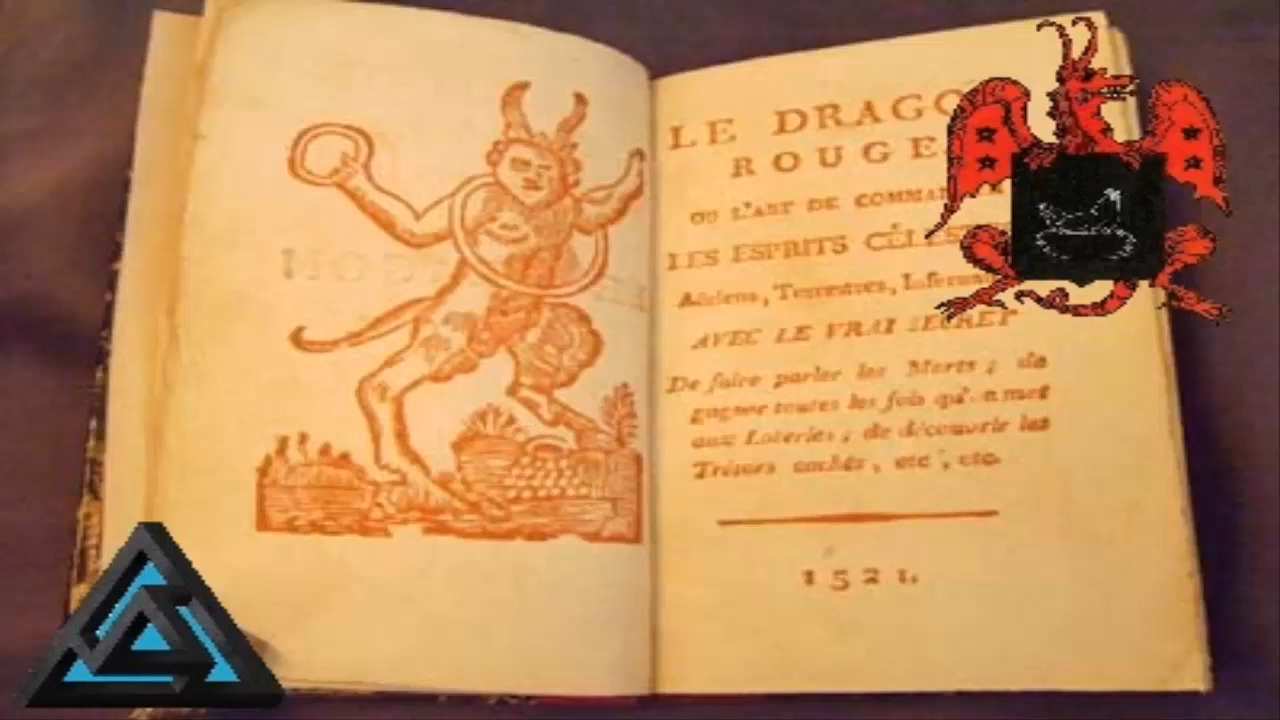 LE DRAGO
ROUGE
OU L'ART DE COMMAN
LES ESPRITS CÉLES
Aériens, Terrestres, Infernau
AVEC LE VRAI SECRET
De faire parler les Morts ; de
gagner toutes les fois qu'on met
aux Loteries ; de découvrir les
Trésors cachés, etc., etc.
1521.